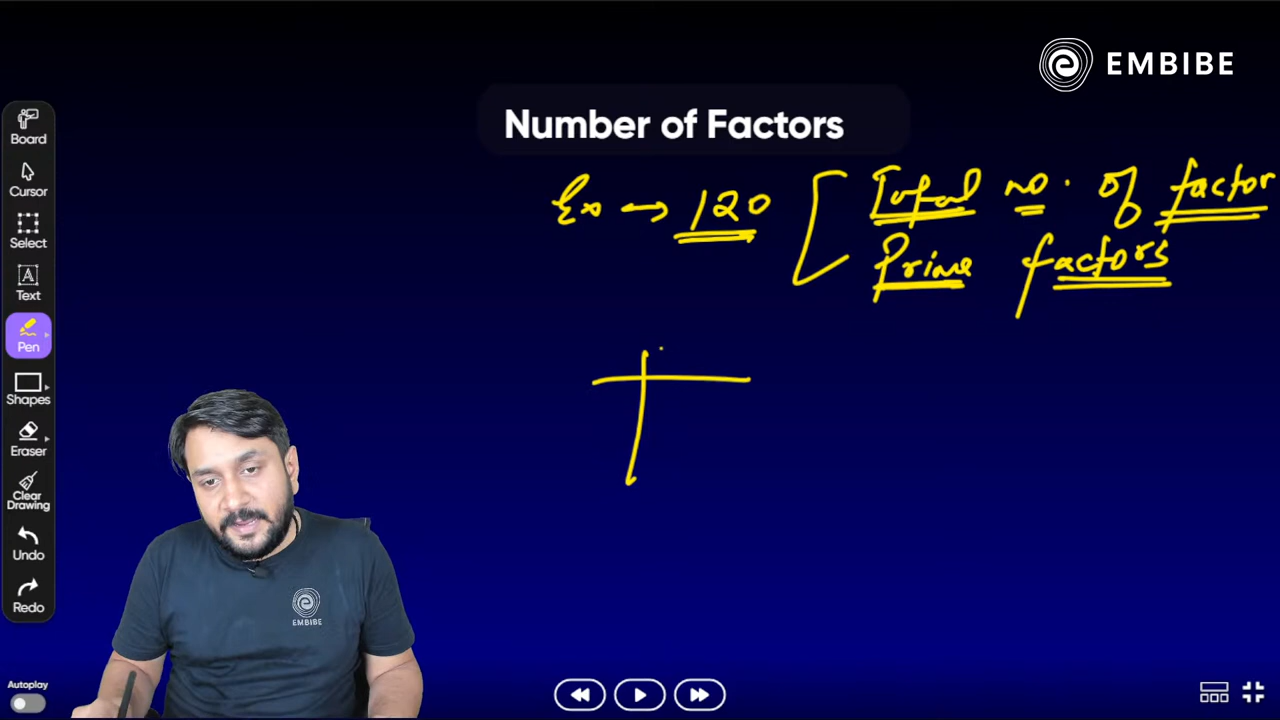 EMBIBE
Number of Factors
Ex → 120 [ Total no. of factor
Prime factors
Board
Cursor
Select
Text
Pen
Shapes
Eraser
Clear
Drawing
Undo
Redo
EMBIBE
Autoplay